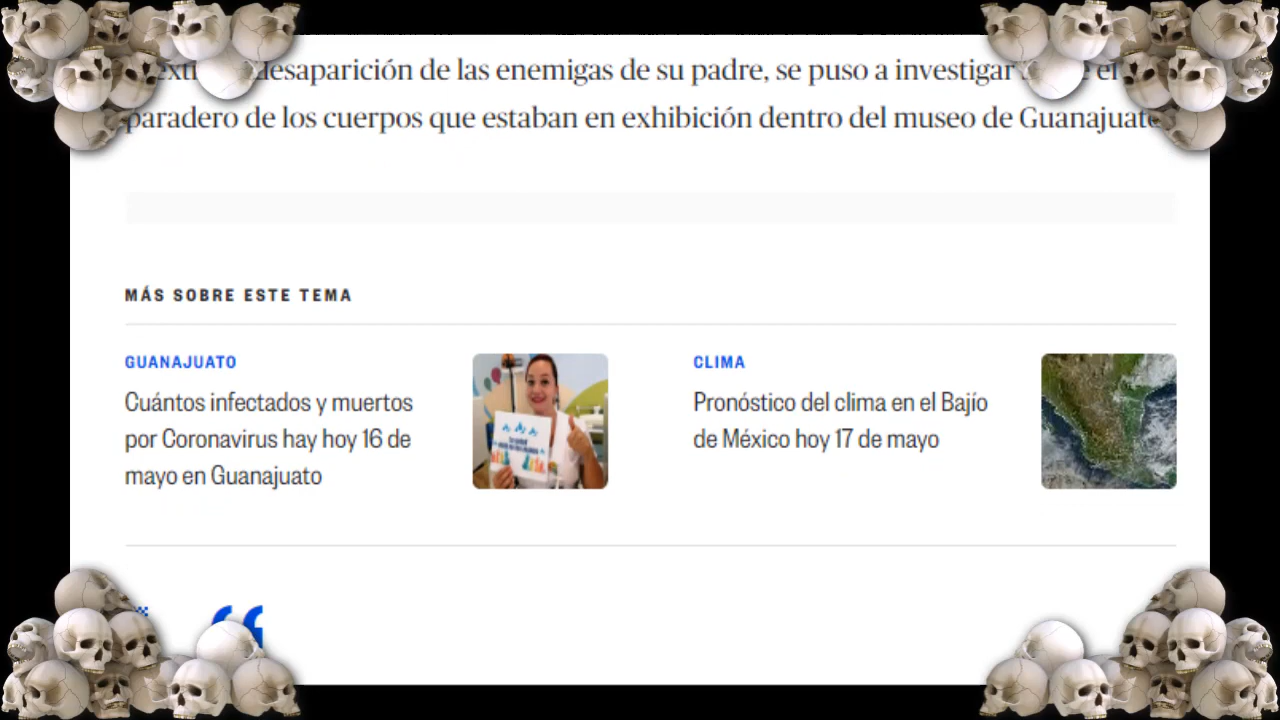 desaparición de las enemigas de su padre, se puso a investigar el
paradero de los cuerpos que estaban en exhibición dentro del museo de Guanajuato
MÁS SOBRE ESTE TEMA
GUANAJUATO
Cuántos infectados y muertos
por Coronavirus hay hoy 16 de
mayo en Guanajuato
CLIMA
Pronóstico del clima en el Bajío
de México hoy 17 de mayo
“